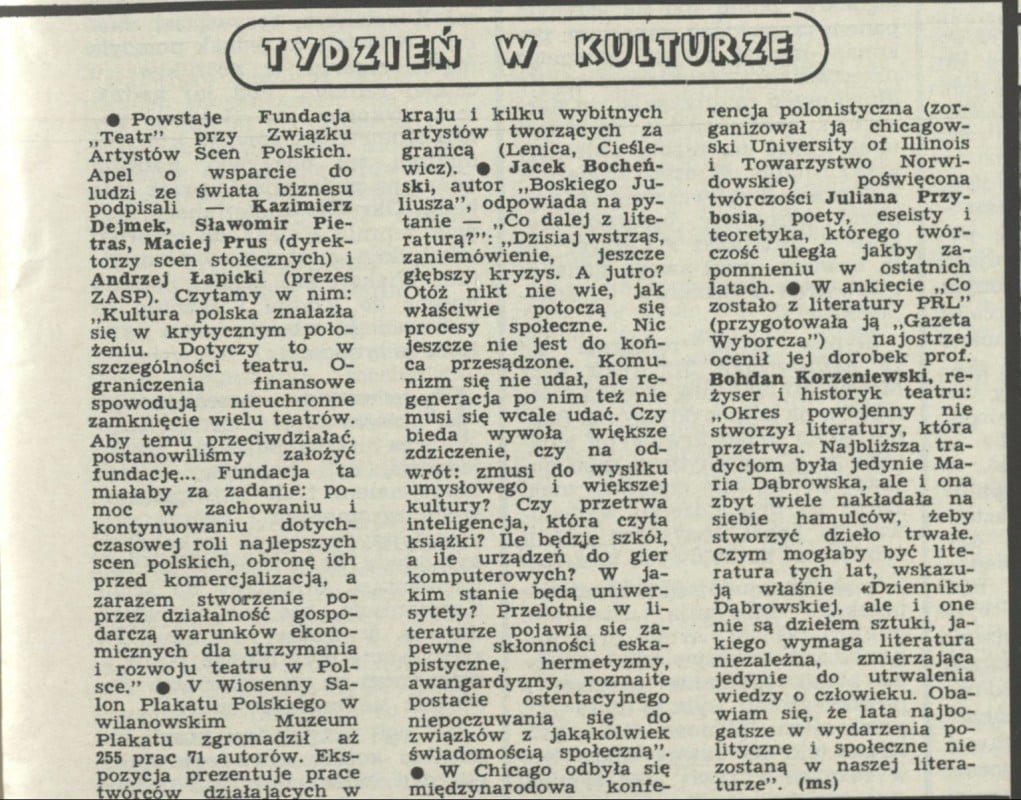 TYDZIEŃ W KULTURZE
● Powstaje Fundacja
„Teatr” przy Związku
Artystów Scen Polskich.
Apel o wsparcie do
ludzi ze świata biznesu
podpisali — Kazimierz
Dejmek, Sławomir Pie-
tras, Maciej Prus (dyrek-
torzy scen stołecznych) i
Andrzej Łapicki (prezes
ZASP). Czytamy w nim:
„Kultura polska znalazła
się w krytycznym poło-
żeniu. Dotyczy to w
szczególności teatru. O-
graniczenia finansowe
spowodują nieuchronne
zamknięcie wielu teatrów.
Aby temu przeciwdziałać,
postanowiliśmy założyć
fundację... Fundacja ta
miałaby za zadanie: po-
moc w zachowaniu i
kontynuowaniu dotych-
czasowej roli najlepszych
scen polskich, obronę ich
przed komercjalizacją, a
zarazem stworzenie po-
przez działalność gospo-
darczą warunków ekono-
micznych dla utrzymania
i rozwoju teatru w Pol-
sce.” ● V Wiosenny Sa-
lon Plakatu Polskiego w
wilanowskim Muzeum
Plakatu zgromadził aż
255 prac 71 autorów. Eks-
pozycja prezentuje prace
twórców działających w
kraju i kilku wybitnych
artystów tworzących za
granicą (Lenica, Cieśle-
wicz). ● Jacek Bocheń-
ski, autor „Boskiego Ju-
liusza”, odpowiada na py-
tanie — „Co dalej z lite-
raturą?”: „Dzisiaj wstrząs,
zaniemówienie, jeszcze
głębszy kryzys. A jutro?
Otóż nikt nie wie, jak
właściwie potoczą się
procesy społeczne. Nic
jeszcze nie jest do koń-
ca przesądzone. Komu-
nizm się nie udał, ale re-
generacja po nim też nie
musi się wcale udać. Czy
bieda wywoła większe
zdziczenie, czy na od-
wrót: zmusi do wysiłku
umysłowego i większej
kultury? Czy przetrwa
inteligencja, która czyta
książki? Ile będzje szkół,
a ile urządzeń do gier
komputerowych? W ja-
kim stanie będą uniwer-
sytety? Przelotnie w li-
teraturze pojawią się za-
pewne skłonności eska-
pistyczne, hermetyzmy,
awangardyzmy, rozmaite
postacie ostentacyjnego
niepoczuwania się do
związków z jakąkolwiek
świadomością społeczną”.
● W Chicago odbyła się
międzynarodowa konfe-
rencja polonistyczna (zor-
ganizował ją chicagow-
ski University of Illinois
i Towarzystwo Norwi-
dowskie) poświęcona
twórczości Juliana Przy-
bosia, poety, eseisty i
teoretyka, którego twór-
czość uległa jakby za-
pomnieniu w ostatnich
latach. ● W ankiecie „Co
zostało z literatury PRL”
(przygotowała ją „Gazeta
Wyborcza”) najostrzej
ocenił jej dorobek prof.
Bohdan Korzeniewski, re-
żyser i historyk teatru:
„Okres powojenny nie
stworzył literatury, która
przetrwa. Najbliższa tra-
dycjom była jedynie Ma-
ria Dąbrowska, ale i ona
zbyt wiele nakładała na
siebie hamulców, żeby
stworzyć dzieło trwałe.
Czym mogłaby być lite-
ratura tych lat, wskazu-
ją właśnie «Dzienniki»
Dąbrowskiej, ale i one
nie są dziełem sztuki, ja-
kiego wymaga literatura
niezależna, zmierzająca
jedynie do utrwalenia
wiedzy o człowieku. Oba-
wiam się, że lata najbo-
gatsze w wydarzenia po-
lityczne i społeczne nie
zostaną w naszej litera-
turze”. (ms)